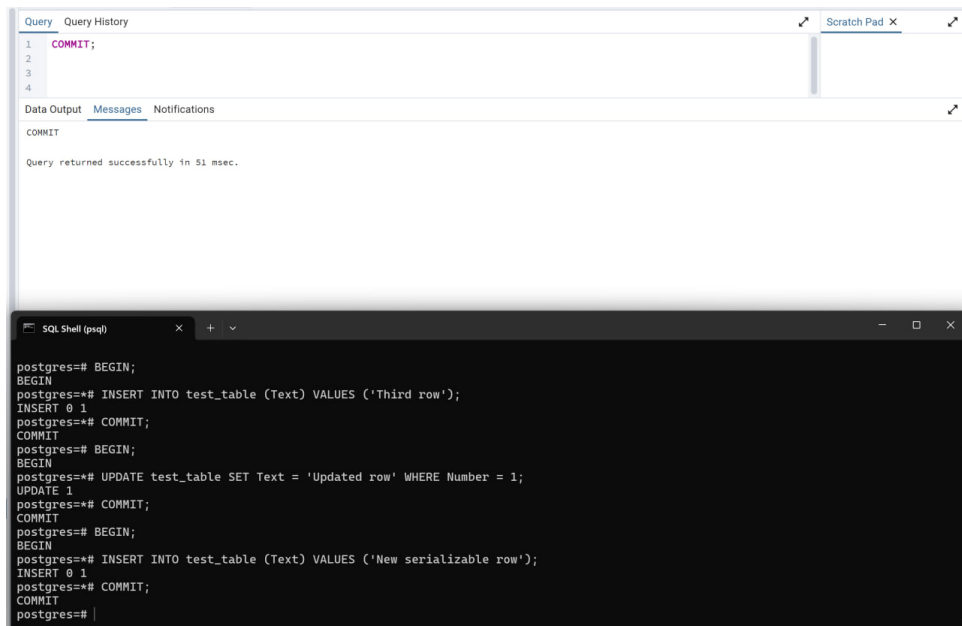 Query Query History Scratch Pad ×
1 COMMIT;
2
3
4
Data Output Messages Notifications
COMMIT
Query returned successfully in 51 msec.
SQL Shell (psql)
postgres=# BEGIN;
BEGIN
postgres=*# INSERT INTO test_table (Text) VALUES ('Third row');
INSERT 0 1
postgres=*# COMMIT;
COMMIT
postgres=# BEGIN;
BEGIN
postgres=*# UPDATE test_table SET Text = 'Updated row' WHERE Number = 1;
UPDATE 1
postgres=*# COMMIT;
COMMIT
postgres=# BEGIN;
BEGIN
postgres=*# INSERT INTO test_table (Text) VALUES ('New serializable row');
INSERT 0 1
postgres=*# COMMIT;
COMMIT
postgres=#